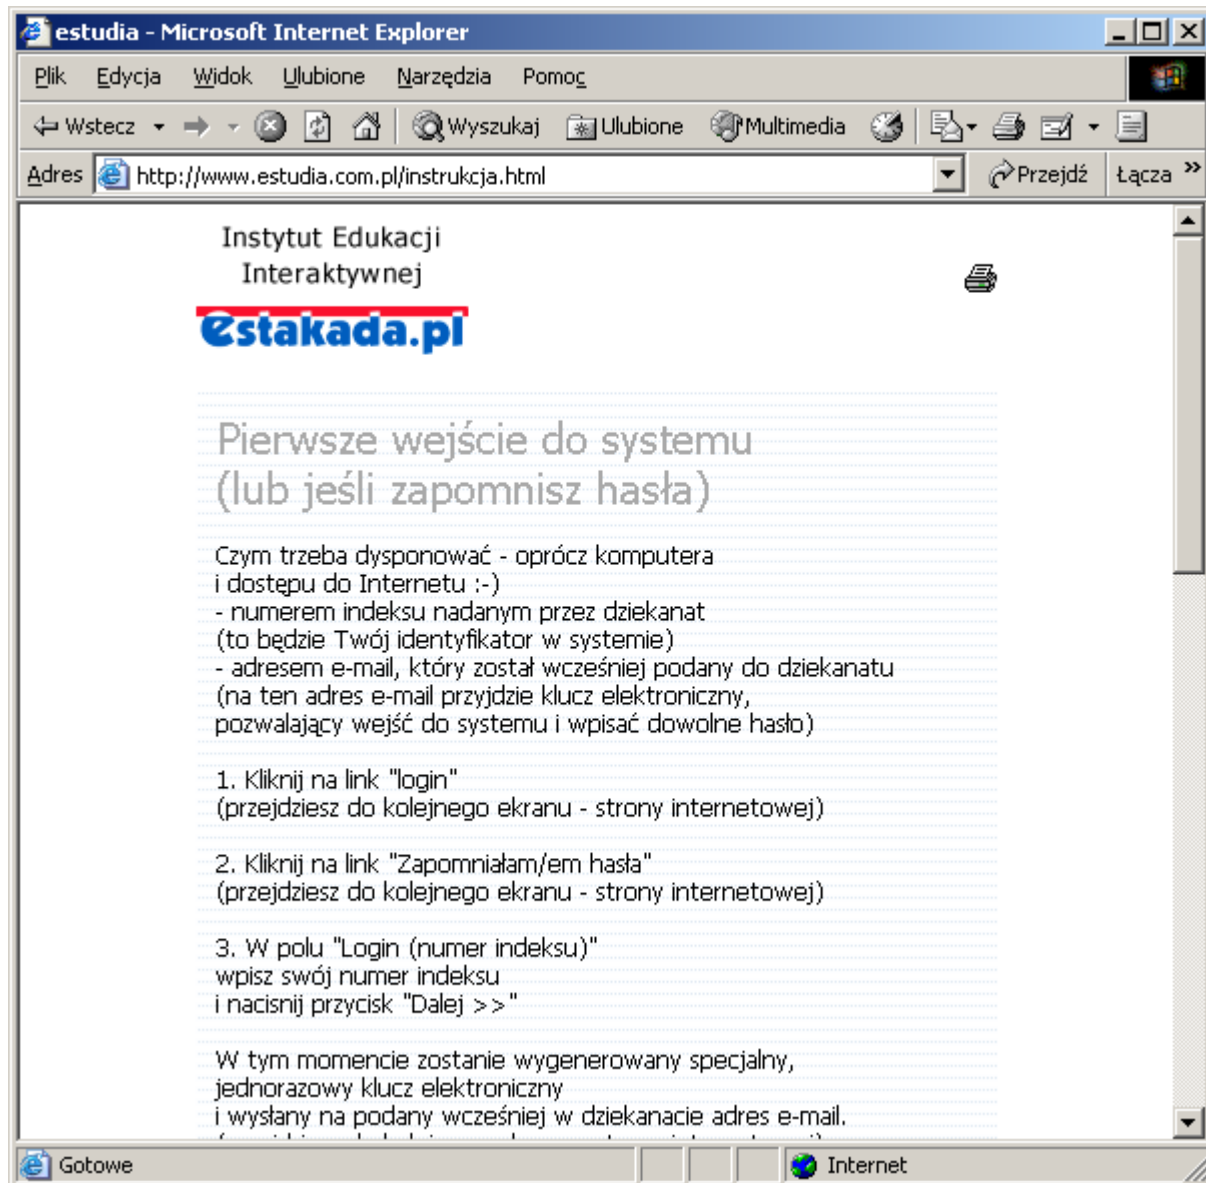 estudia - Microsoft Internet Explorer
Plik Edycja Widok Ulubione Narzędzia Pomoc
Wstecz Wyszukaj Ulubione Multimedia
Adres http://www.estudia.com.pl/instrukcja.html Przejdź Łącza »
Instytut Edukacji
Interaktywnej
estakada.pl
Pierwsze wejście do systemu
(lub jeśli zapomnisz hasła)
Czym trzeba dysponować - oprócz komputera
i dostępu do Internetu :-)
- numerem indeksu nadanym przez dziekanat
(to będzie Twój identyfikator w systemie)
- adresem e-mail, który został wcześniej podany do dziekanatu
(na ten adres e-mail przyjdzie klucz elektroniczny,
pozwalający wejść do systemu i wpisać dowolne hasło)
1. Kliknij na link "login"
(przejdziesz do kolejnego ekranu - strony internetowej)
2. Kliknij na link "Zapomniałam/em hasła"
(przejdziesz do kolejnego ekranu - strony internetowej)
3. W polu "Login (numer indeksu)"
wpisz swój numer indeksu
i nacisnij przycisk "Dalej >>"
W tym momencie zostanie wygenerowany specjalny,
jednorazowy klucz elektroniczny
i wysłany na podany wcześniej w dziekanacie adres e-mail.
Gotowe Internet